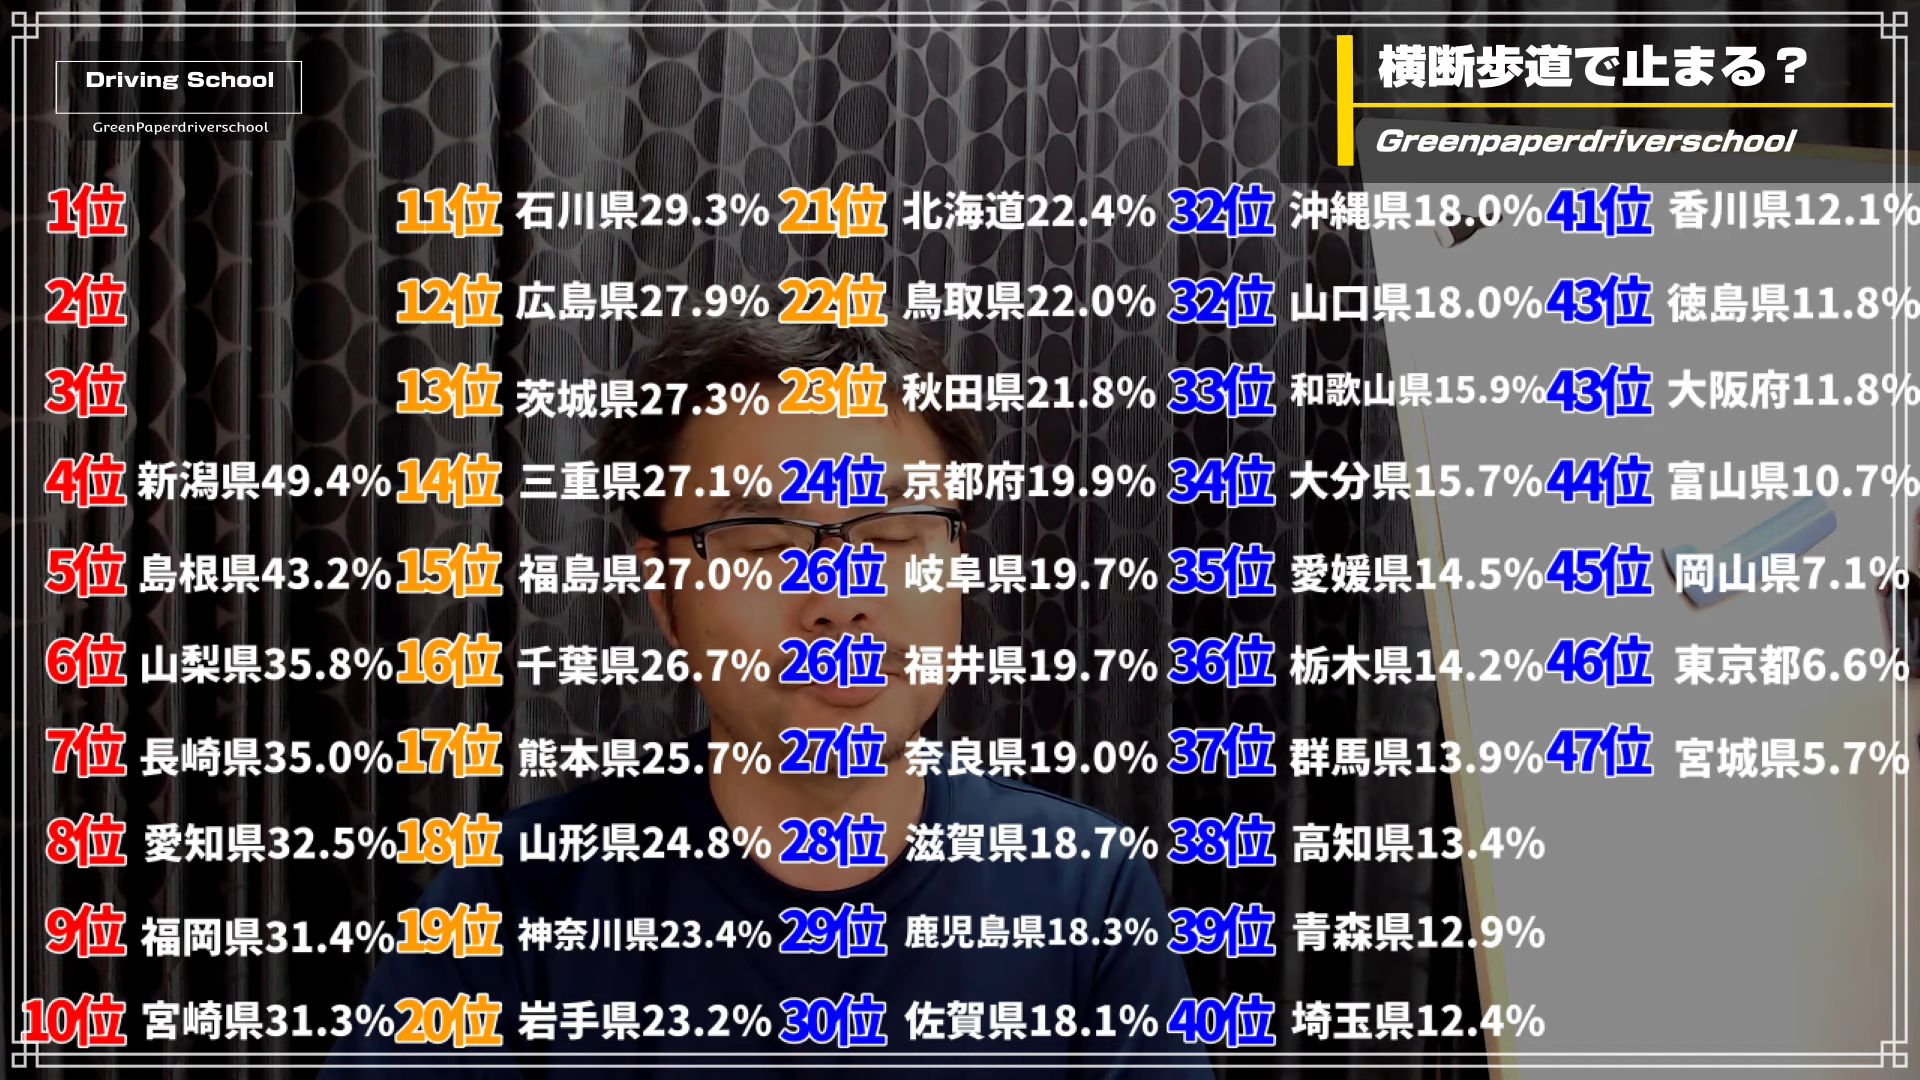 Driving School
GreenPaperdriverschool
横断歩道で止まる？
Greenpaperdriverschool
1位
2位
3位
4位 新潟県49.4%
5位 島根県43.2%
6位 山梨県35.8%
7位 長崎県35.0%
8位 愛知県32.5%
9位 福岡県31.4%
10位 宮崎県31.3%
11位 石川県29.3%
12位 広島県27.9%
13位 茨城県27.3%
14位 三重県27.1%
15位 福島県27.0%
16位 千葉県26.7%
17位 熊本県25.7%
18位 山形県24.8%
19位 神奈川県23.4%
20位 岩手県23.2%
21位 北海道22.4%
22位 鳥取県22.0%
23位 秋田県21.8%
24位 京都府19.9%
26位 岐阜県19.7%
26位 福井県19.7%
27位 奈良県19.0%
28位 滋賀県18.7%
29位 鹿児島県18.3%
30位 佐賀県18.1%
32位 沖縄県18.0%
32位 山口県18.0%
33位 和歌山県15.9%
34位 大分県15.7%
35位 愛媛県14.5%
36位 栃木県14.2%
37位 群馬県13.9%
38位 高知県13.4%
39位 青森県12.9%
40位 埼玉県12.4%
41位 香川県12.1%
43位 徳島県11.8%
43位 大阪府11.8%
44位 富山県10.7%
45位 岡山県7.1%
46位 東京都6.6%
47位 宮城県5.7%